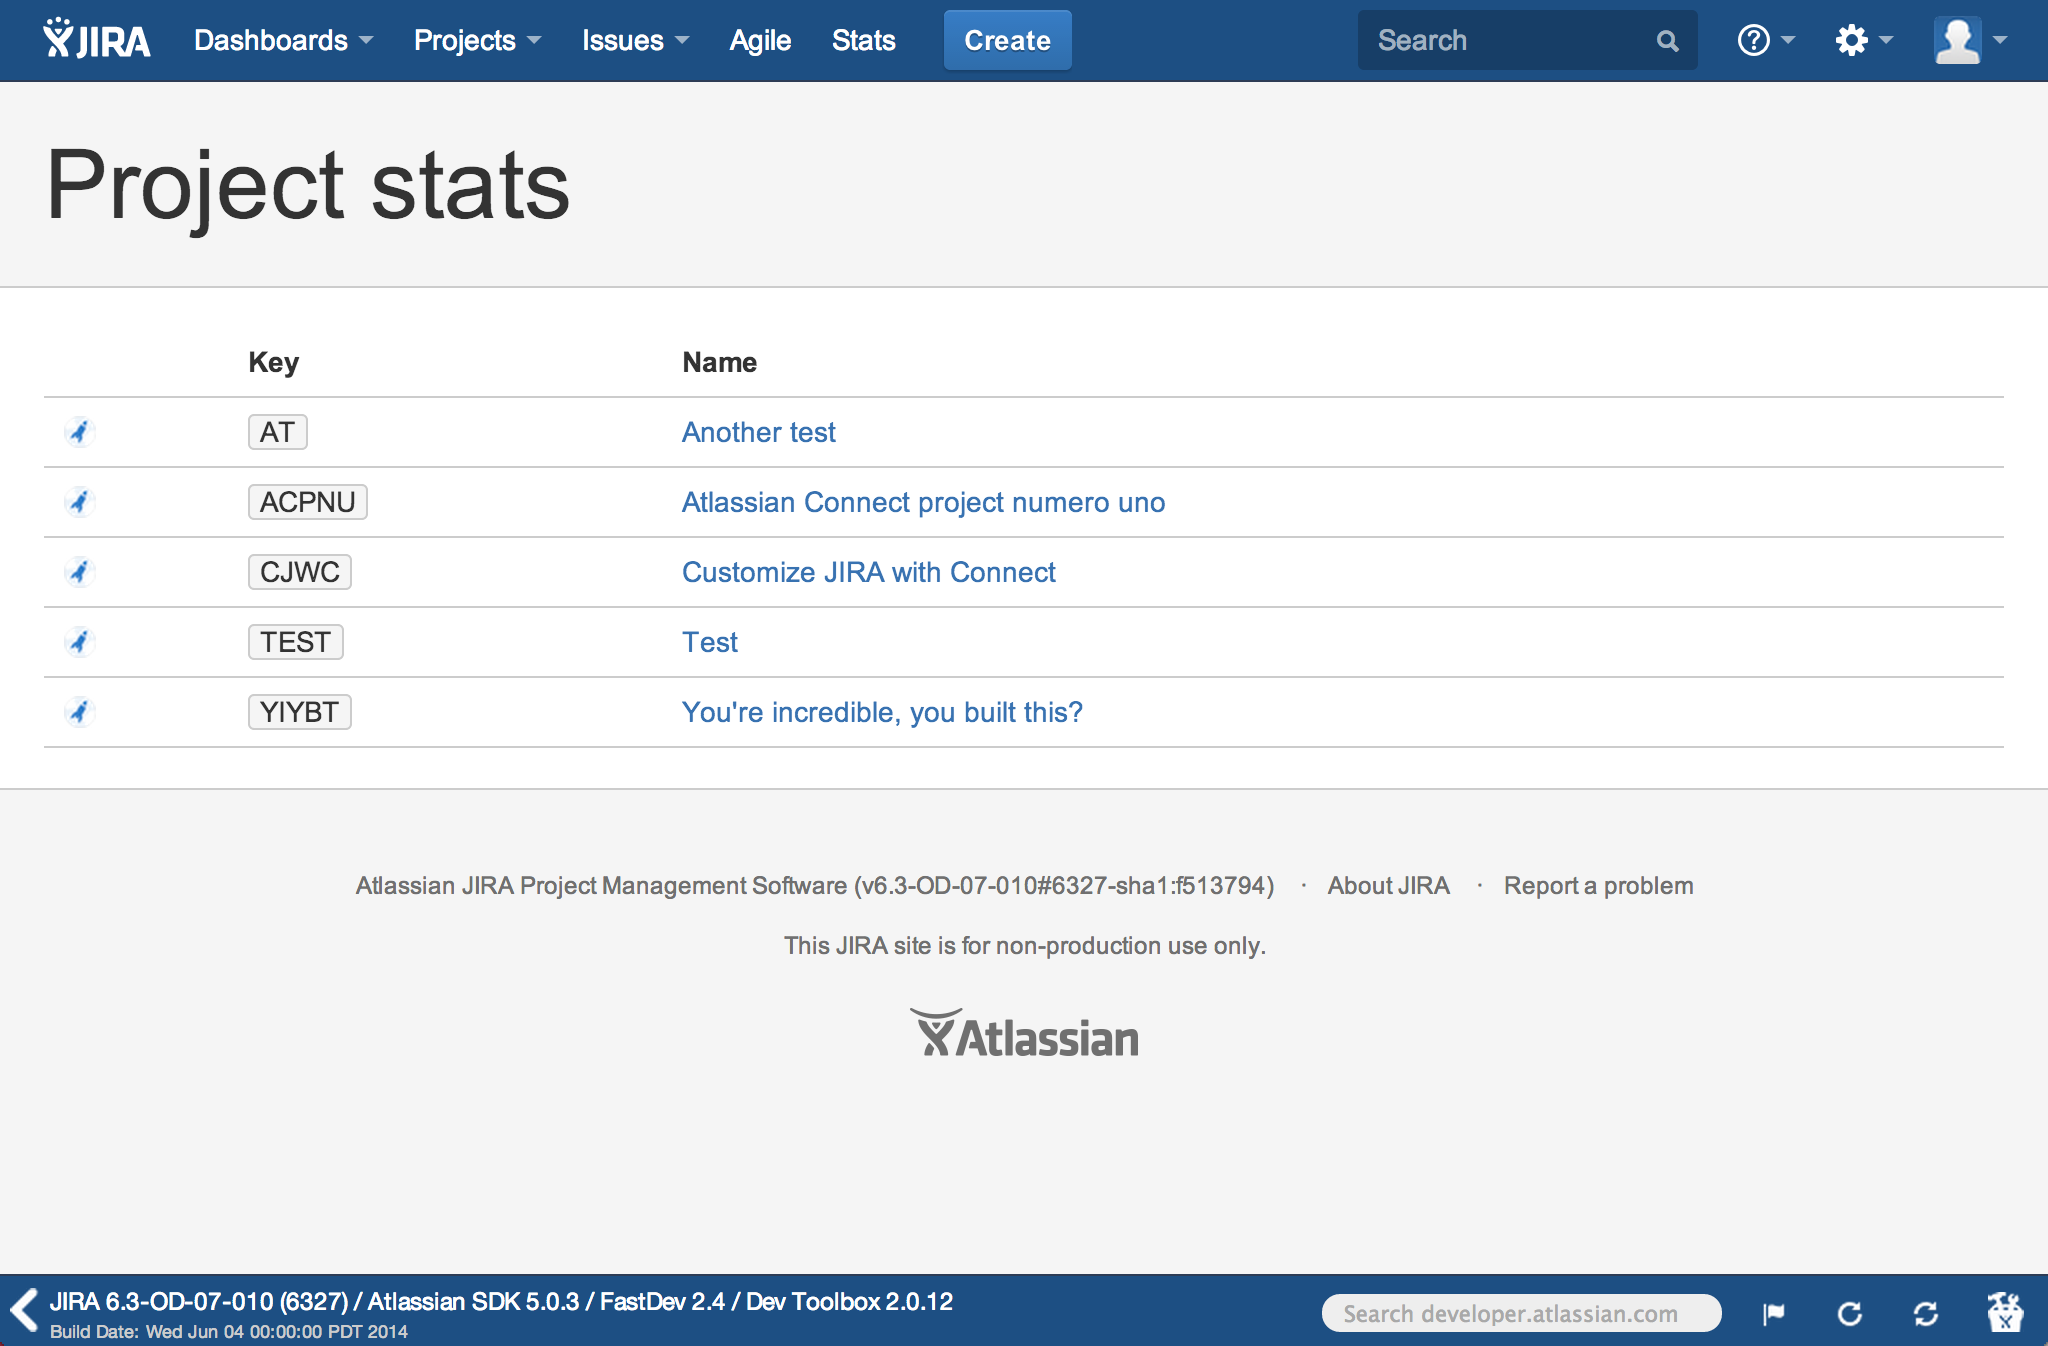 JIRA Dashboards Projects Issues Agile Stats Create Search
Project stats
Key Name
AT Another test
ACPNU Atlassian Connect project numero uno
CJWC Customize JIRA with Connect
TEST Test
YIYBT You're incredible, you built this?
Atlassian JIRA Project Management Software (v6.3-OD-07-010#6327-sha1:f513794) · About JIRA · Report a problem
This JIRA site is for non-production use only.
Atlassian
JIRA 6.3-OD-07-010 (6327) / Atlassian SDK 5.0.3 / FastDev 2.4 / Dev Toolbox 2.0.12
Build Date: Wed Jun 04 00:00:00 PDT 2014
Search developer.atlassian.com